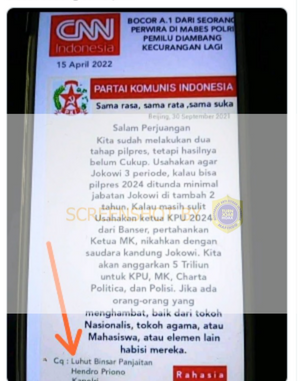 CNN
Indonesia
BOCOR A.1 DARI SEORANG
PERWIRA DI MABES POLRI
PEMILU DIAMBANG
KECURANGAN LAGI
15 April 2022
PARTAI KOMUNIS INDONESIA
Sama rasa, sama rata ,sama suka
Beijing, 30 September 2021
Salam Perjuangan
Kita sudah melakukan dua
tahap pilpres, tetapi hasilnya
belum Cukup. Usahakan agar
Jokowi 3 periode, kalau bisa
pilpres 2024 ditunda minimal
jabatan Jokowi di tambah 2
tahun. Kalau masih sulit
Usahakan ketua KPU 2024
dari Banser, pertahankan
Ketua MK, nikahkan dengan
saudara kandung Jokowi. Kita
akan anggarkan 5 Triliun
untuk KPU, MK, Charta
Politica, dan Polisi. Jika ada
orang-orang yang
menghambat, baik dari tokoh
Nasionalis, tokoh agama, atau
Mahasiswa, atau elemen lain
habisi mereka.
Cq : Luhut Binsar Panjaitan
Hendro Priono
Kapolri
Rahasia